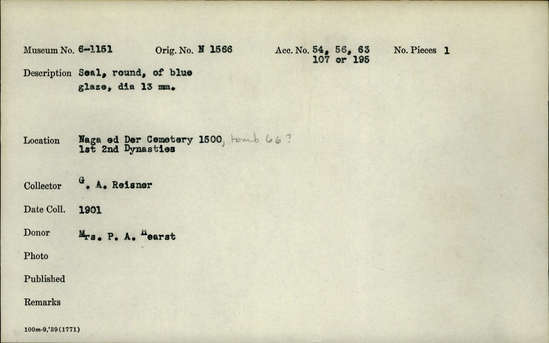 Museum No. 6-1151 Orig. No. N 1566 Acc. No. 54, 56, 63 No. Pieces 1
107 or 195
Description Seal, round, of blue
glaze, dia 13 mm.
Location Naga ed Der Cemetery 1500, tomb 66?
1st 2nd Dynasties
Collector G. A. Reisner
Date Coll. 1901
Donor Mrs. P. A. Hearst
Photo
Published
Remarks
100m-9,'39(1771)